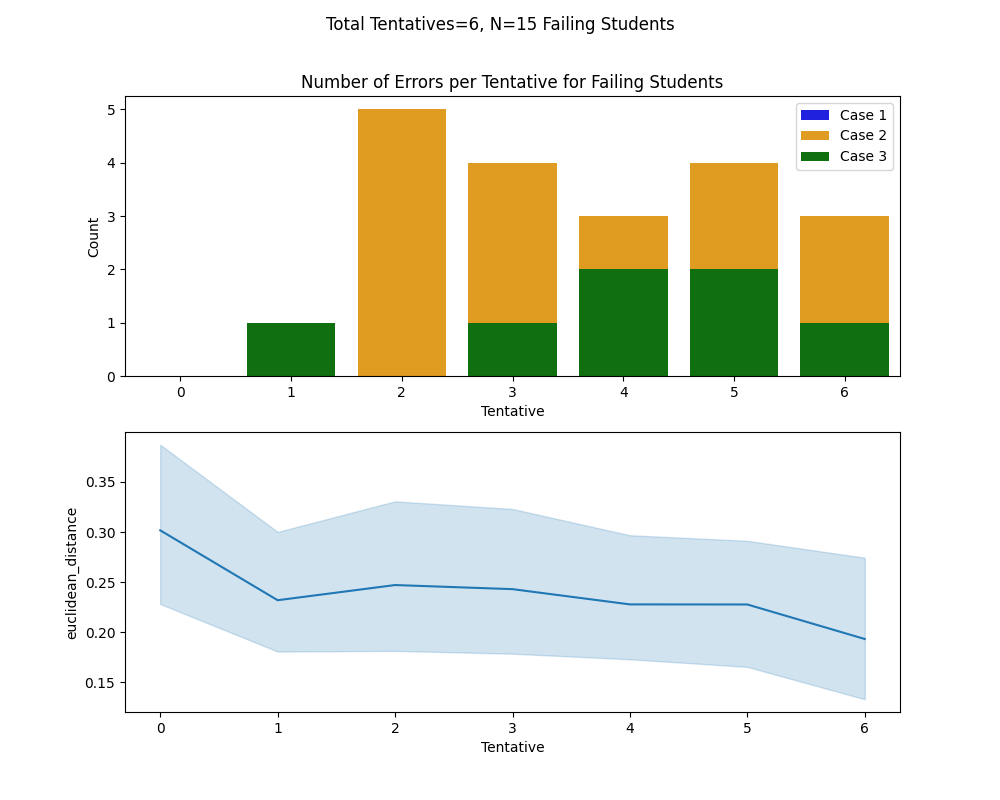 Total Tentatives=6, N=15 Failing Students
Number of Errors per Tentative for Failing Students
5
4
3
2
1
0
Count
Case 1
Case 2
Case 3
0 1 2 3 4 5 6
Tentative
0.35
0.30
0.25
0.20
0.15
euclidean_distance
0 1 2 3 4 5 6
Tentative